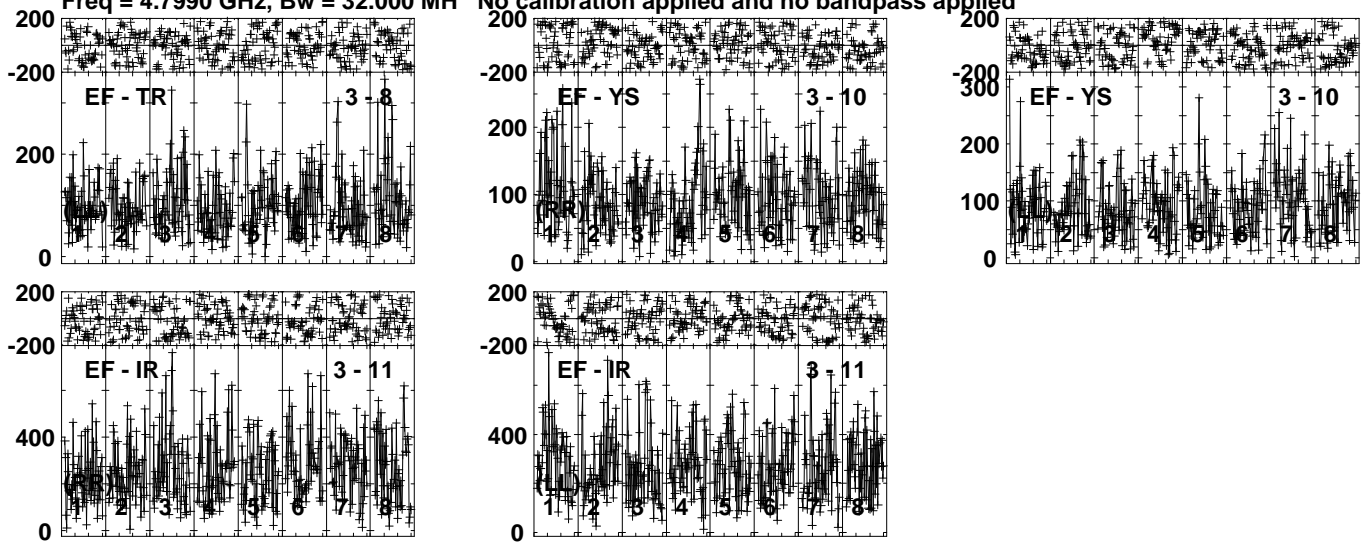 Freq = 4.7990 GHz, Bw = 32.000 MH No calibration applied and no bandpass applied
200
-200
EF - TR 3 - 8
200
(LL)
1 2 3 4 5 6 7 8
0
200
-200
EF - YS 3 - 10
200
100
(RR)
1 2 3 4 5 6 7 8
0
200
-200
300
EF - YS 3 - 10
200
100
(LL)
1 2 3 4 5 6 7 8
0
200
-200
EF - IR 3 - 11
400
(RR)
1 2 3 4 5 6 7 8
0
200
-200
EF - IR 3 - 11
400
(LL)
1 2 3 4 5 6 7 8
0